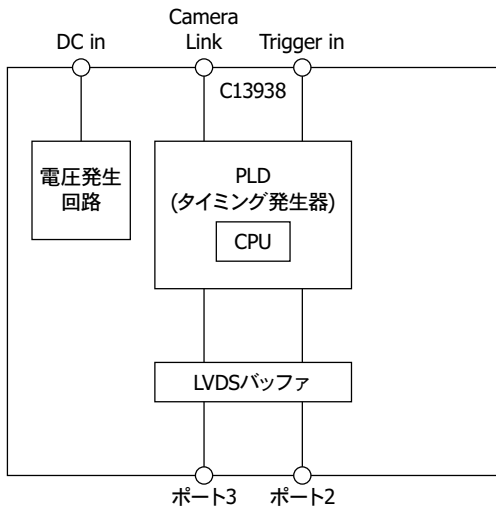 Camera
DC in
Link
Trigger in
C13938
電圧発生
回路
PLD
(タイミング発生器)
CPU
LVDSバッファ
ポート3
ポート2